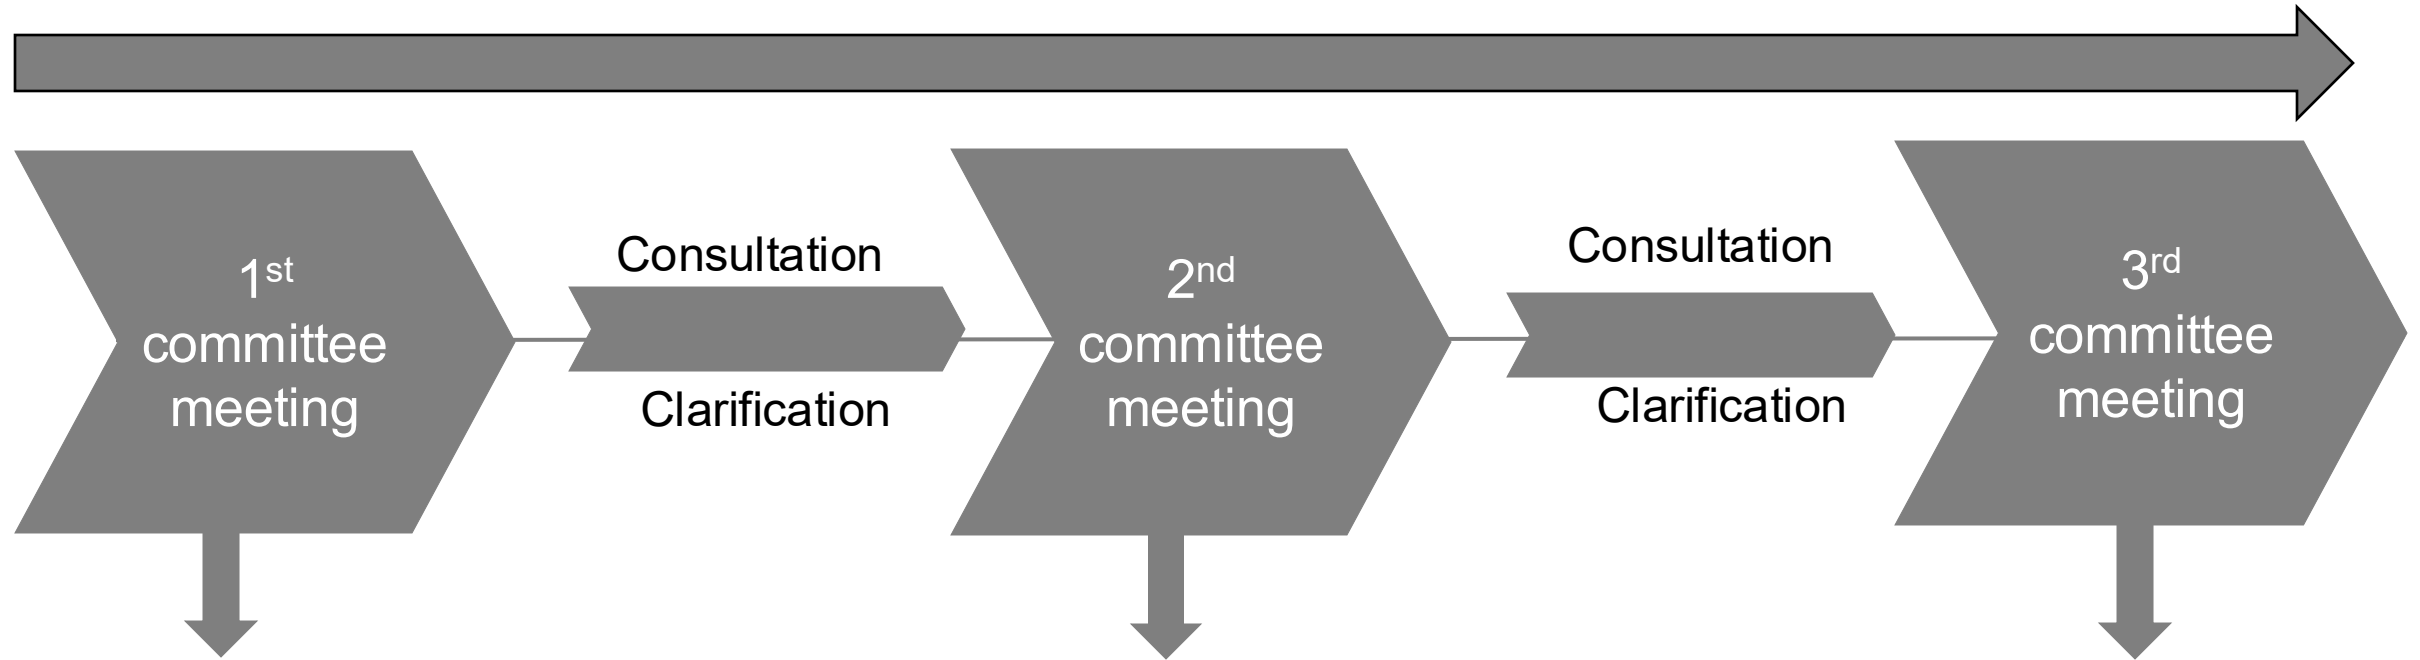 1st
committee
meeting
Consultation
Clarification
2nd
committee
meeting
Consultation
Clarification
3rd
committee
meeting